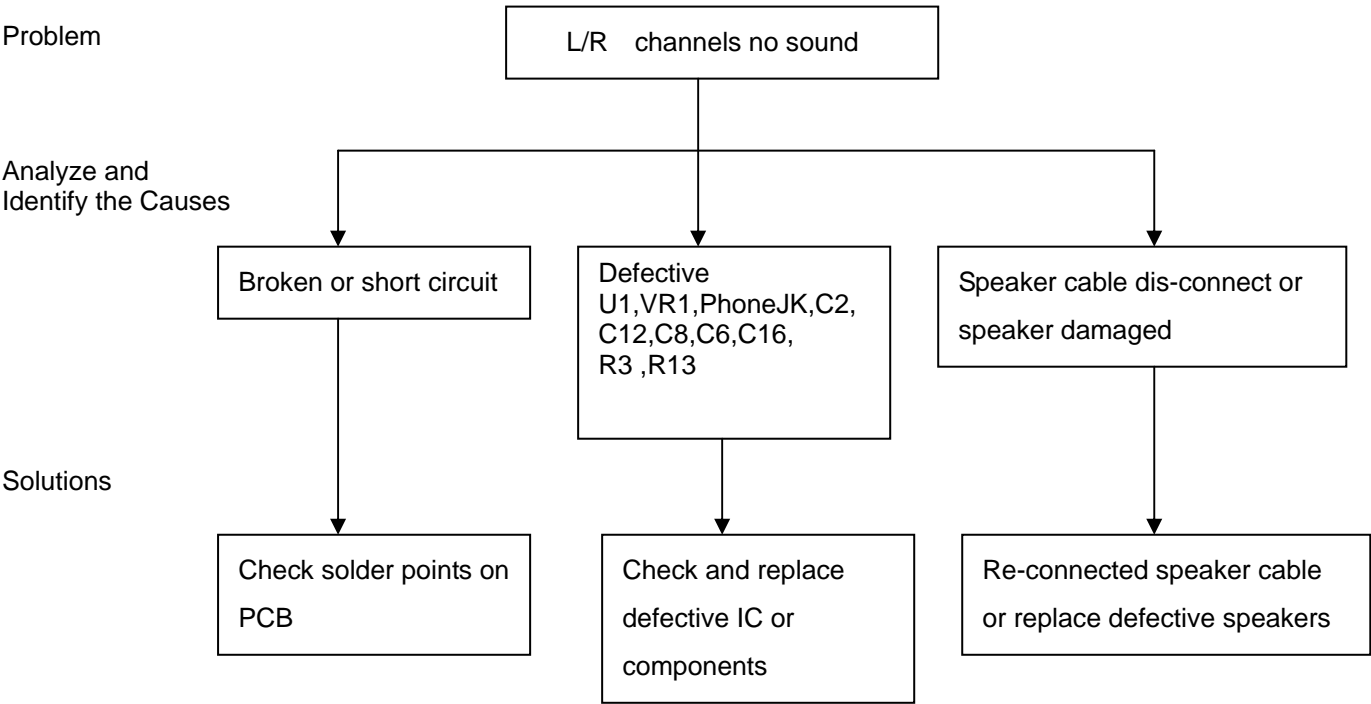 Problem
L/R channels no sound
Analyze and
Identify the Causes
Broken or short circuit
Defective
U1,VR1,PhoneJK,C2,
C12,C8,C6,C16,
R3 ,R13
Speaker cable dis-connect or
speaker damaged
Solutions
Check solder points on
PCB
Check and replace
defective IC or
components
Re-connected speaker cable
or replace defective speakers